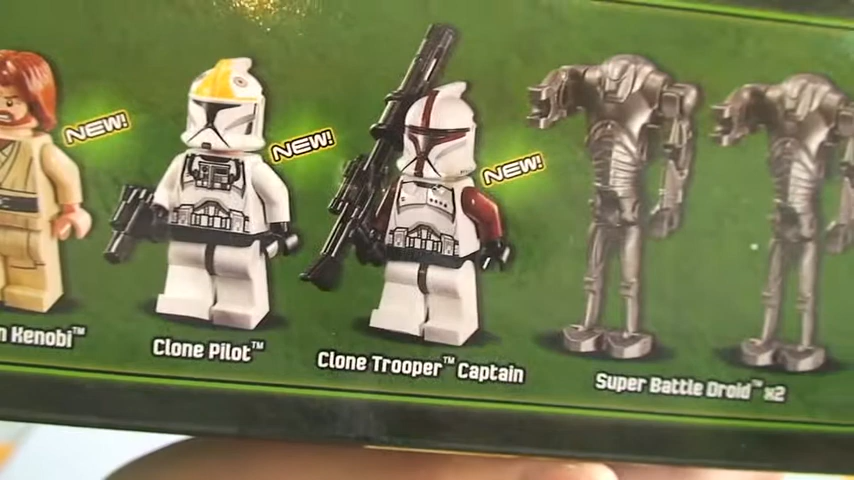 NEW!
NEW!
NEW!
n Kenobi™
Clone Pilot™
Clone Trooper™ Captain
Super Battle Droid™ x2